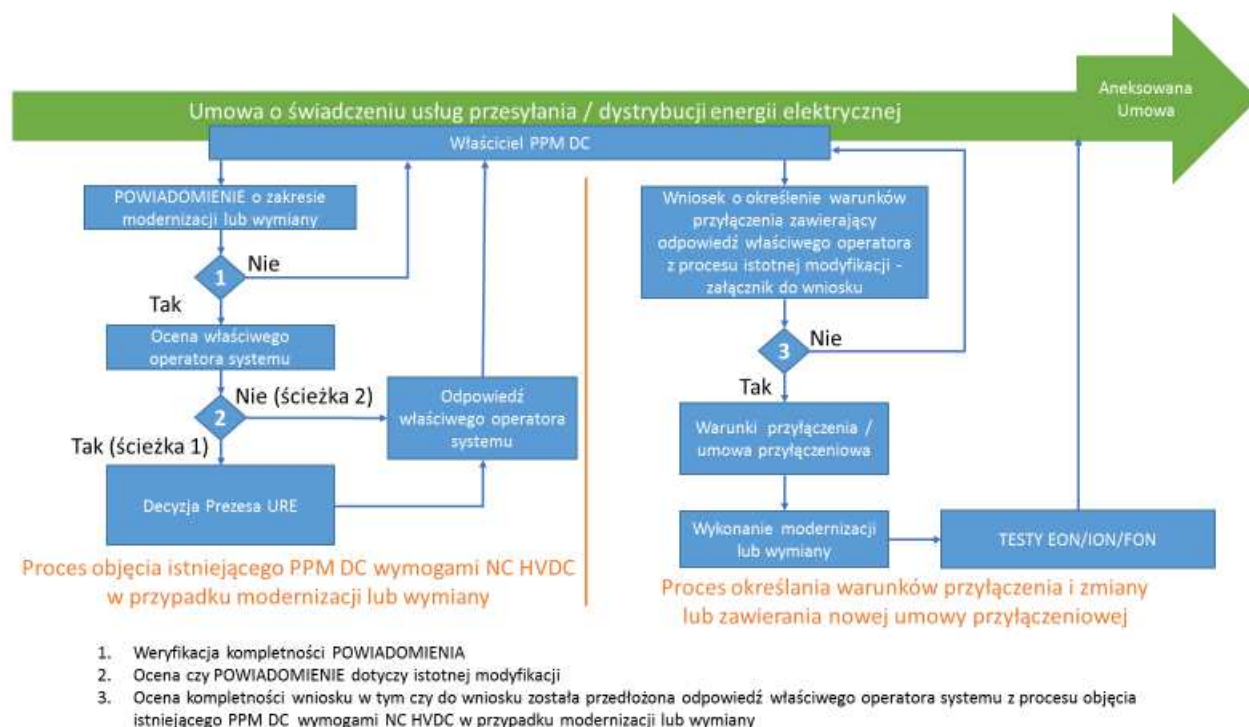 Umowa o świadczeniu usług przesyłania / dystrybucji energii elektrycznej
Aneksowana
Umowa
Właściciel PPM DC
POWIADOMIENIE o zakresie
modernizacji lub wymiany
1
Nie
Tak
Ocena właściwego
operatora systemu
2
Nie (ścieżka 2)
Tak (ścieżka 1)
Odpowiedź
właściwego operatora
systemu
Decyzja Prezesa URE
Proces objęcia istniejącego PPM DC wymogami NC HVDC
w przypadku modernizacji lub wymiany
Wniosek o określenie warunków
przyłączenia zawierający
odpowiedź właściwego operatora
z procesu istotnej modyfikacji -
załącznik do wniosku
3
Nie
Tak
Warunki przyłączenia /
umowa przyłączeniowa
Wykonanie modernizacji
lub wymiany
TESTY EON/ION/FON
Proces określania warunków przyłączenia i zmiany
lub zawierania nowej umowy przyłączeniowej
1. Weryfikacja kompletności POWIADOMIENIA
2. Ocena czy POWIADOMIENIE dotyczy istotnej modyfikacji
3. Ocena kompletności wniosku w tym czy do wniosku została przedłożona odpowiedź właściwego operatora systemu z procesu objęcia
istniejącego PPM DC wymogami NC HVDC w przypadku modernizacji lub wymiany